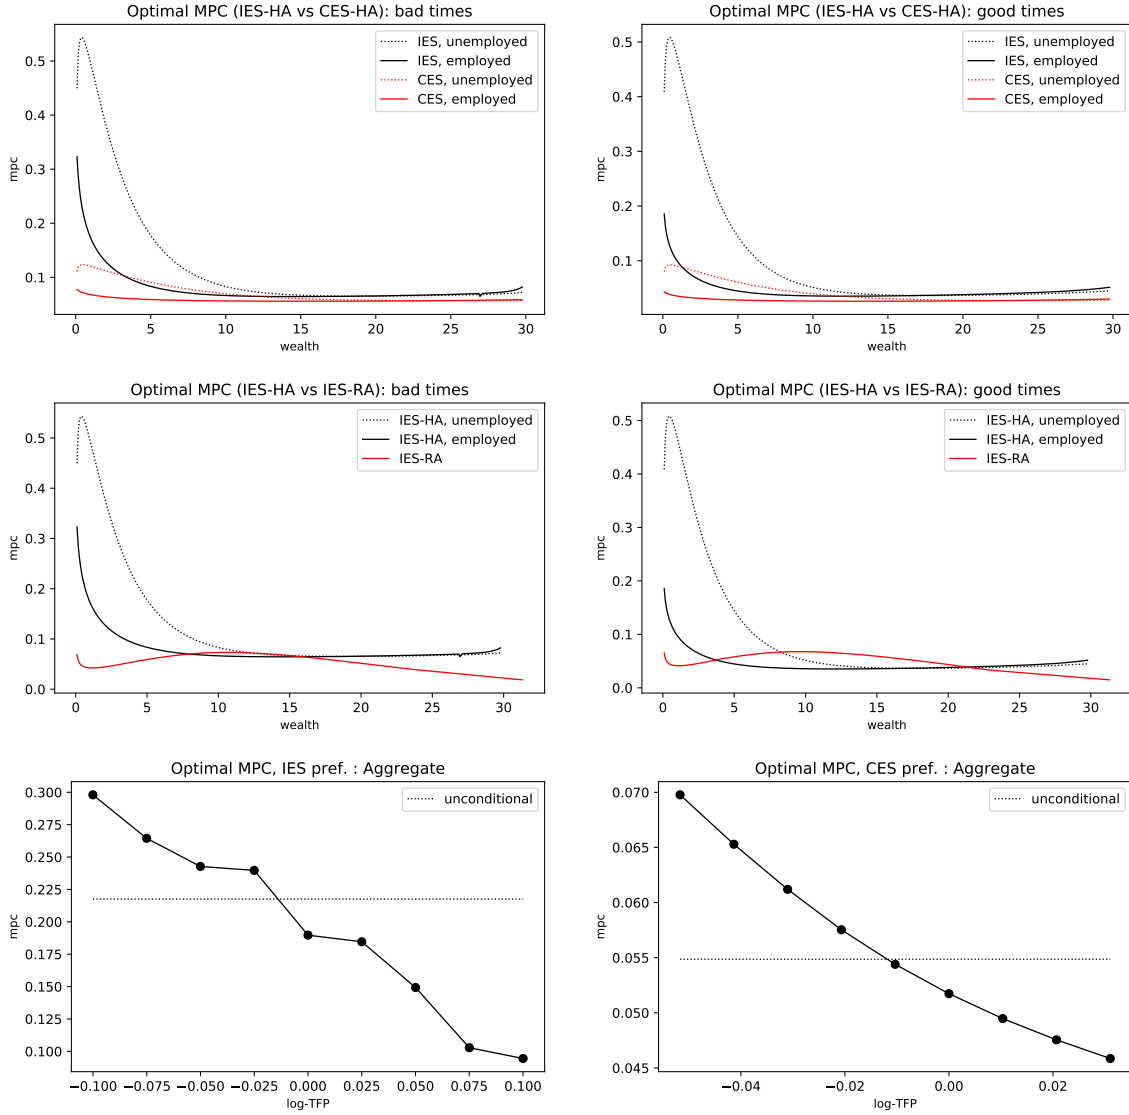 Optimal MPC (IES-HA vs CES-HA): bad times
IES, unemployed
IES, employed
CES, unemployed
CES, employed
0.5
0.4
0.3
0.2
0.1
mpc
0 5 10 15 20 25 30
wealth
Optimal MPC (IES-HA vs CES-HA): good times
IES, unemployed
IES, employed
CES, unemployed
CES, employed
0.5
0.4
0.3
0.2
0.1
0.0
mpc
0 5 10 15 20 25 30
wealth
Optimal MPC (IES-HA vs IES-RA): bad times
IES-HA, unemployed
IES-HA, employed
IES-RA
0.5
0.4
0.3
0.2
0.1
0.0
mpc
0 5 10 15 20 25 30
wealth
Optimal MPC (IES-HA vs IES-RA): good times
IES-HA, unemployed
IES-HA, employed
IES-RA
0.5
0.4
0.3
0.2
0.1
0.0
mpc
0 5 10 15 20 25 30
wealth
Optimal MPC, IES pref. : Aggregate
unconditional
0.300
0.275
0.250
0.225
0.200
0.175
0.150
0.125
0.100
mpc
−0.100 −0.075 −0.050 −0.025 0.000 0.025 0.050 0.075 0.100
log-TFP
Optimal MPC, CES pref. : Aggregate
unconditional
0.070
0.065
0.060
0.055
0.050
0.045
mpc
−0.04 −0.02 0.00 0.02
log-TFP